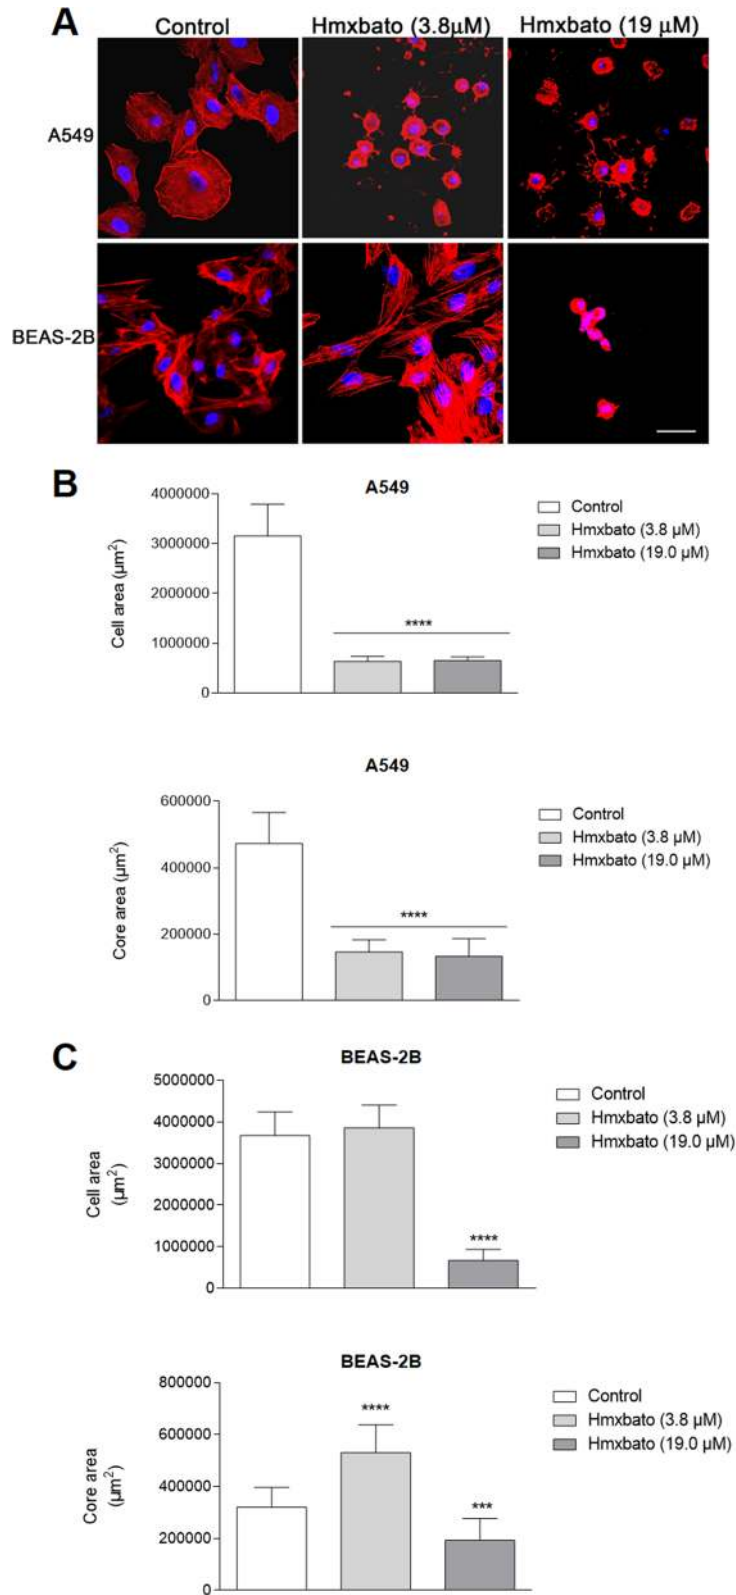 A
Control
Hmxbato (3.8μM)
Hmxbato (19 μM)
A549
BEAS-2B
B
A549
4000000
3000000
2000000
1000000
0
Cell area (μm²)
****
Control
Hmxbato (3.8 μM)
Hmxbato (19.0 μM)
A549
600000
400000
200000
0
Core area (μm²)
****
Control
Hmxbato (3.8 μM)
Hmxbato (19.0 μM)
C
BEAS-2B
5000000
4000000
3000000
2000000
1000000
0
Cell area
(μm²)
****
Control
Hmxbato (3.8 μM)
Hmxbato (19.0 μM)
BEAS-2B
800000
600000
400000
200000
0
Core area
(μm²)
****
***
Control
Hmxbato (3.8 μM)
Hmxbato (19.0 μM)